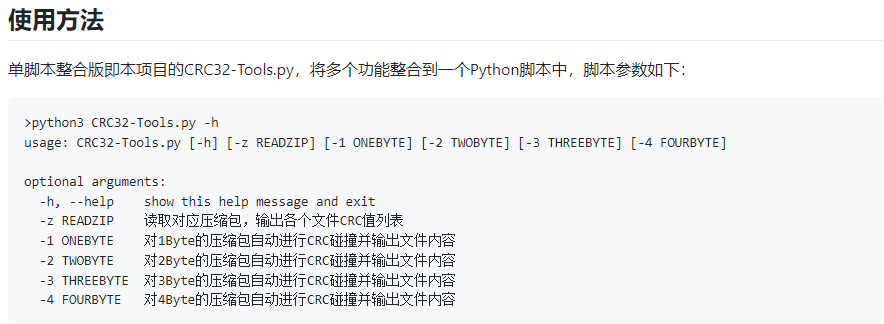 使用方法
单脚本整合版即本项目的CRC32-Tools.py，将多个功能整合到一个Python脚本中，脚本参数如下：
>python3 CRC32-Tools.py -h
usage: CRC32-Tools.py [-h] [-z READZIP] [-1 ONEBYTE] [-2 TWOBYTE] [-3 THREEBYTE] [-4 FOURBYTE]
optional arguments:
-h, --help    show this help message and exit
-z READZIP    读取对应压缩包，输出各个文件CRC值列表
-1 ONEBYTE    对1Byte的压缩包自动进行CRC碰撞并输出文件内容
-2 TWOBYTE    对2Byte的压缩包自动进行CRC碰撞并输出文件内容
-3 THREEBYTE  对3Byte的压缩包自动进行CRC碰撞并输出文件内容
-4 FOURBYTE   对4Byte的压缩包自动进行CRC碰撞并输出文件内容